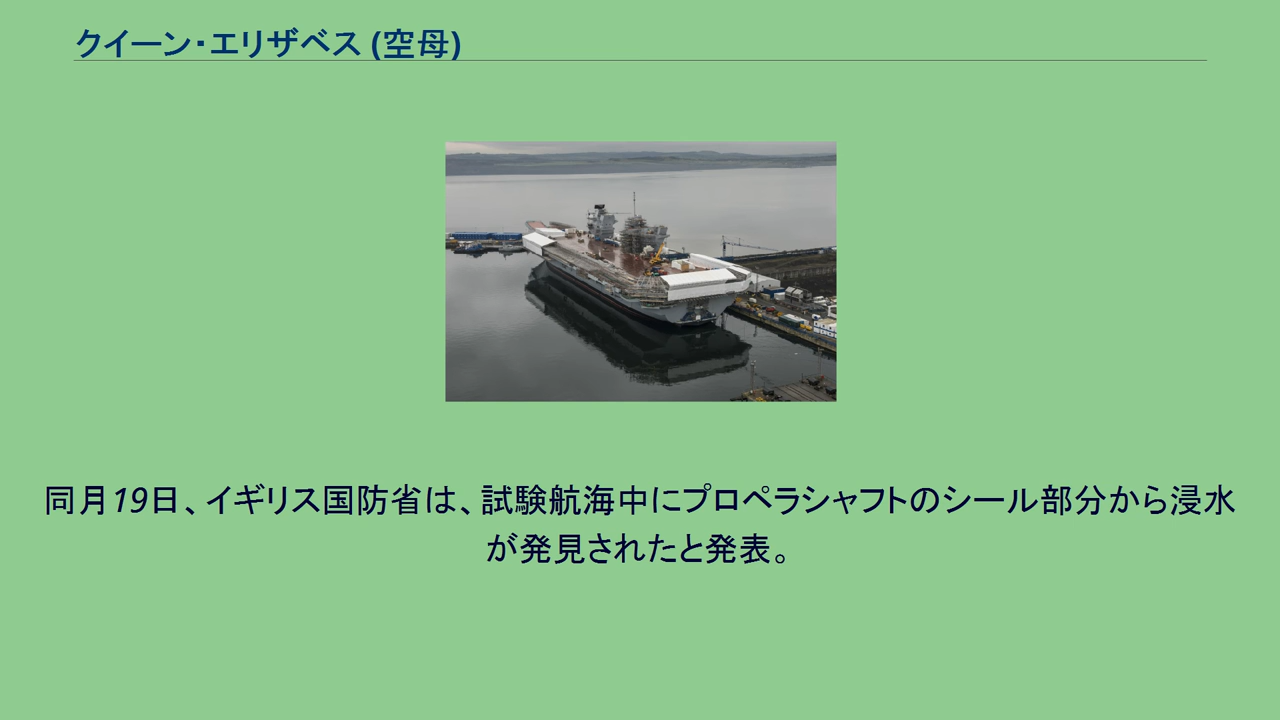 クイーン・エリザベス (空母)
同月19日、イギリス国防省は、試験航海中にプロペラシャフトのシール部分から浸水
が発見されたと発表。